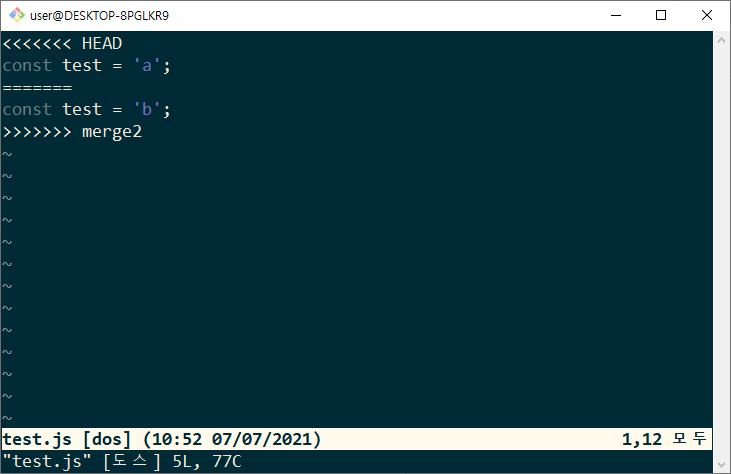 user@DESKTOP-8PGLKR9
<<<<<<< HEAD
const test = 'a';
=======
const test = 'b';
>>>>>>> merge2
~
~
~
~
~
~
~
~
~
~
~
~
~
test.js [dos] (10:52 07/07/2021) 1,12 모두
"test.js" [도스] 5L, 77C